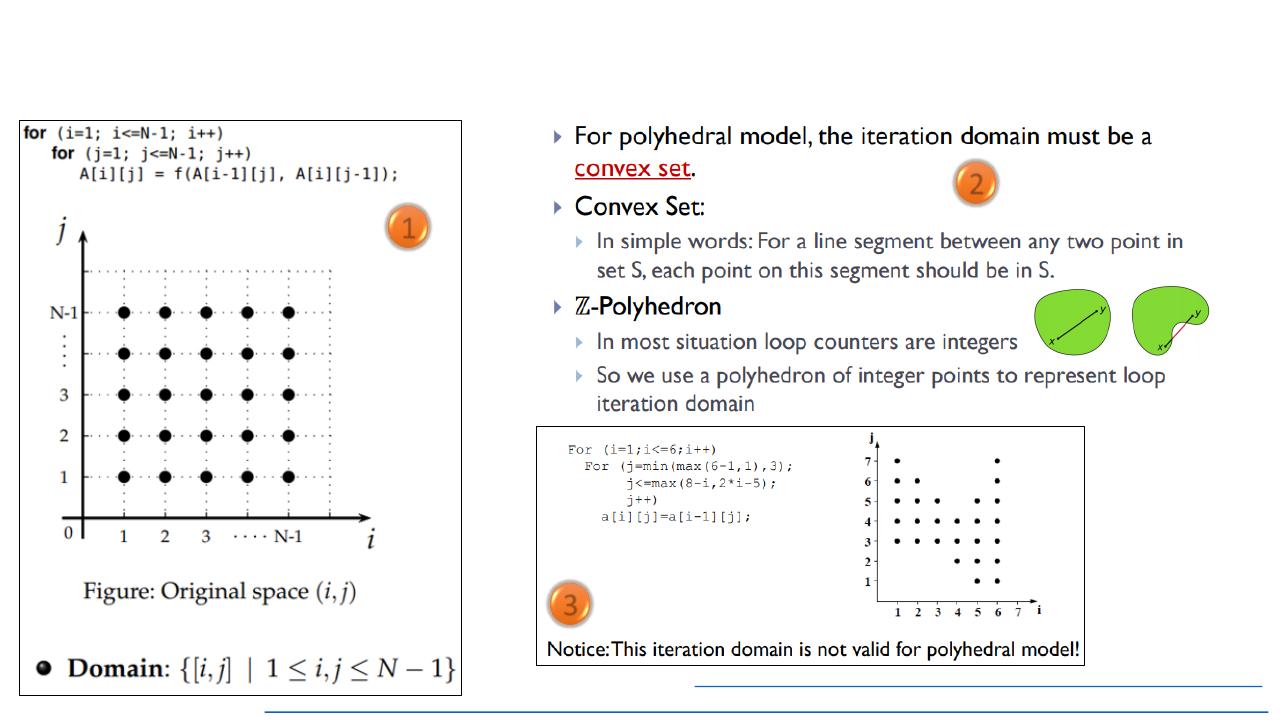 for (i=1; i<=N-1; i++)
for (j=1; j<=N-1; j++)
A[i][j] = f(A[i-1][j], A[i][j-1]);
1
j
N-1
3
2
1
0
1 2 3 ···· N-1
i
Figure: Original space (i, j)
Domain: {[i, j] | 1 ≤ i, j ≤ N − 1}
For polyhedral model, the iteration domain must be a
convex set.
2
Convex Set:
In simple words: For a line segment between any two point in
set S, each point on this segment should be in S.
ℤ-Polyhedron
x y
x y
In most situation loop counters are integers
So we use a polyhedron of integer points to represent loop
iteration domain
For (i=1;i<=6;i++)
For (j=min(max(6-1,1),3);
j<=max(8-i,2*i-5);
j++)
a[i][j]=a[i-1][j];
j
7
6
5
4
3
2
1
1 2 3 4 5 6 7 i
3
Notice: This iteration domain is not valid for polyhedral model!